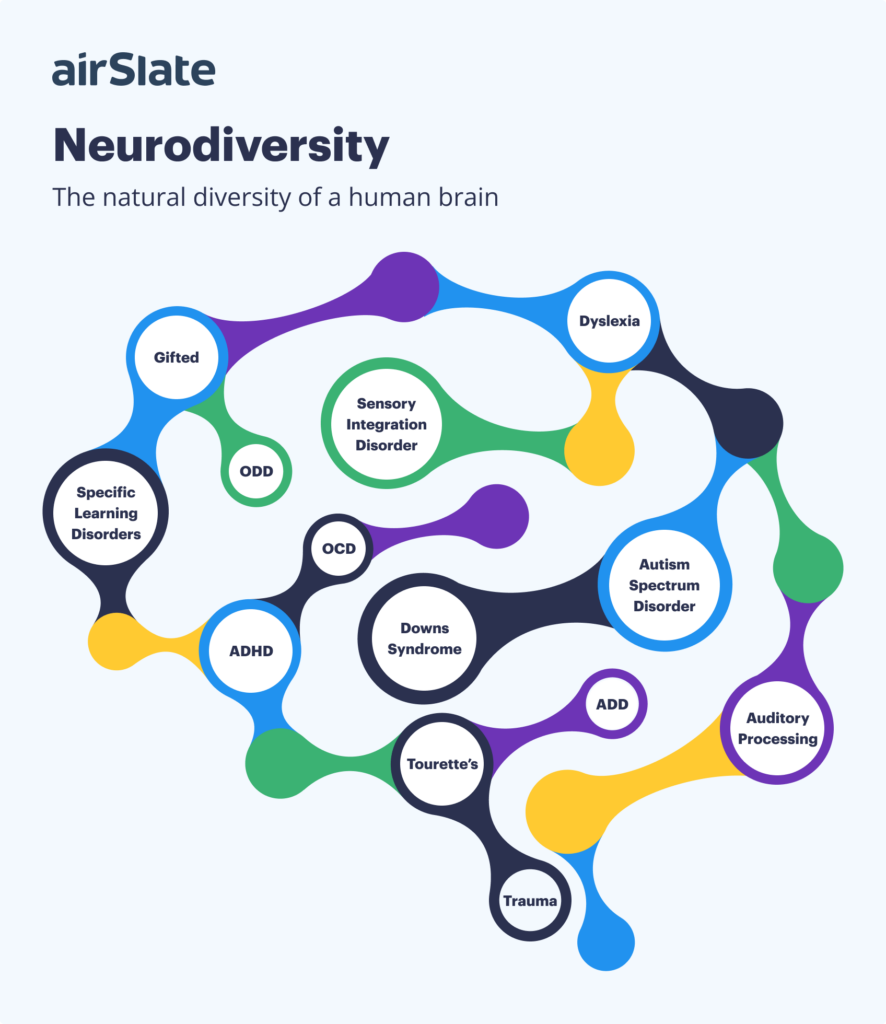 airSlate
Neurodiversity
The natural diversity of a human brain
Dyslexia
Gifted
Sensory
Integration
Disorder
ODD
Specific
Learning
Disorders
OCD
Autism
Spectrum
Disorder
Downs
Syndrome
ADHD
ADD
Auditory
Processing
Tourette’s
Trauma